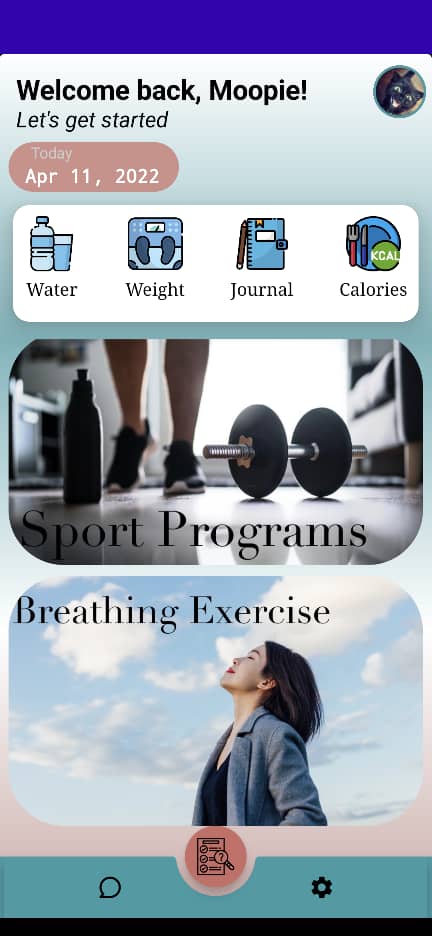 Welcome back, Moopie!
Let's get started
Today
Apr 11, 2022
KCAL
Water Weight Journal Calories
Sport Programs
Breathing Exercise
?